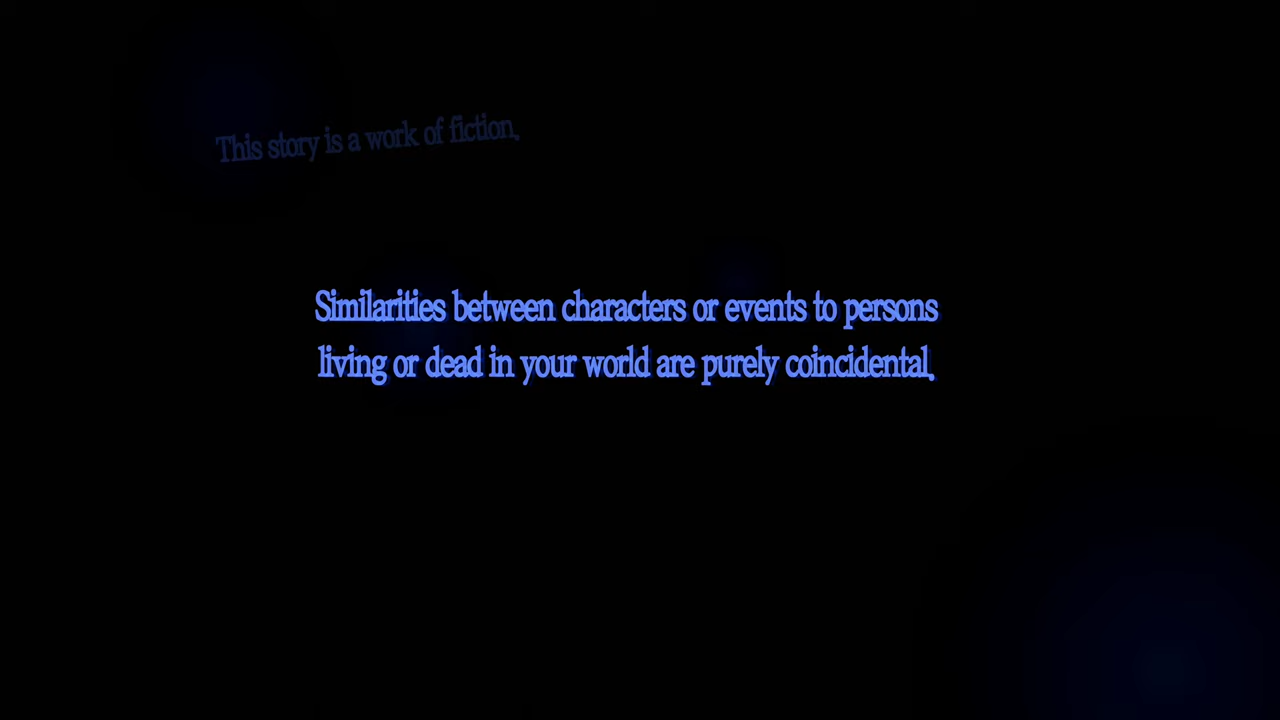 This story is a work of fiction.
Similarities between characters or events to persons
living or dead in your world are purely coincidental.